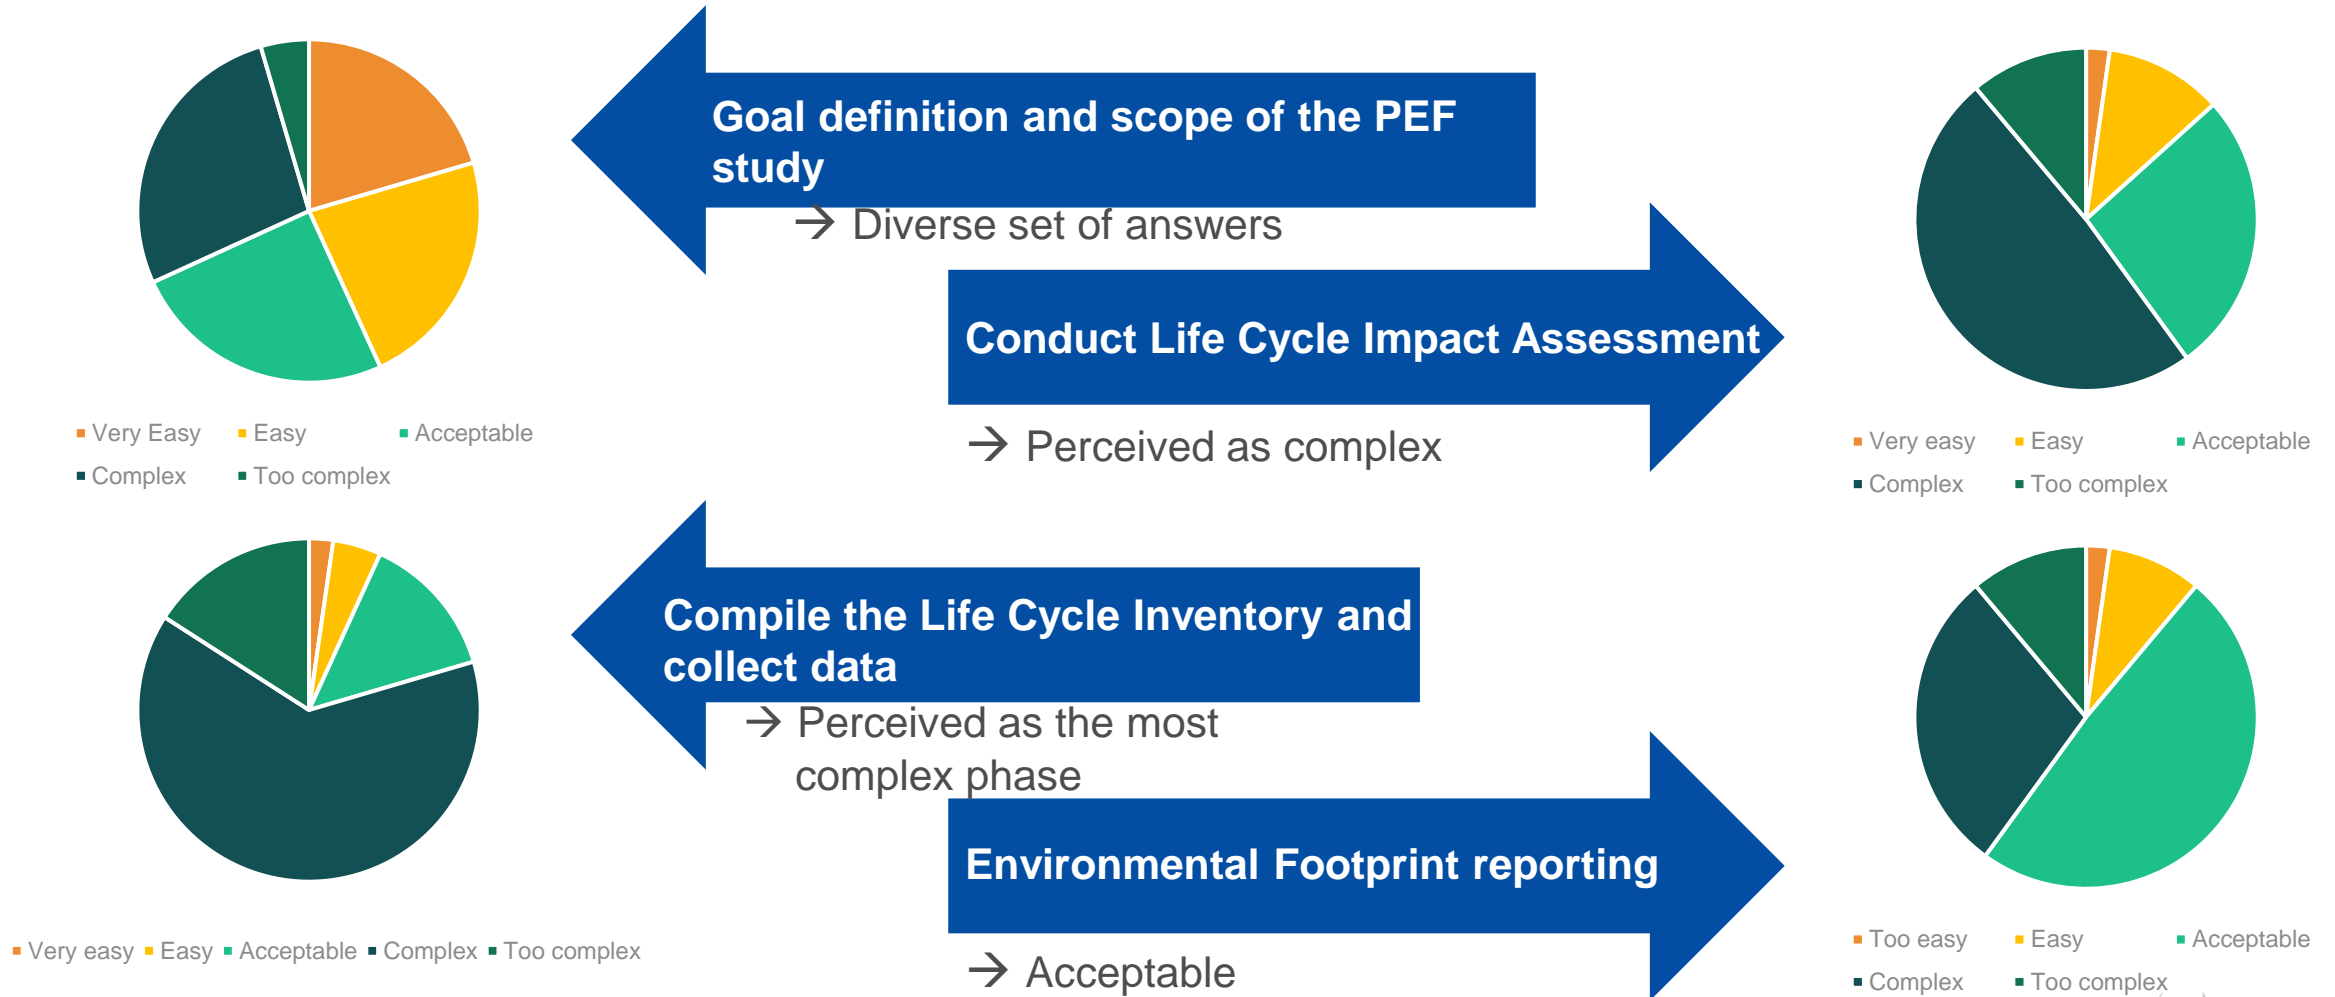 Goal definition and scope of the PEF
study
→ Diverse set of answers
Very Easy Easy Acceptable
Complex Too complex
Conduct Life Cycle Impact Assessment
→ Perceived as complex
Very easy Easy Acceptable
Complex Too complex
Compile the Life Cycle Inventory and
collect data
→ Perceived as the most
complex phase
Very easy Easy Acceptable Complex Too complex
Environmental Footprint reporting
→ Acceptable
Too easy Easy Acceptable
Complex Too complex